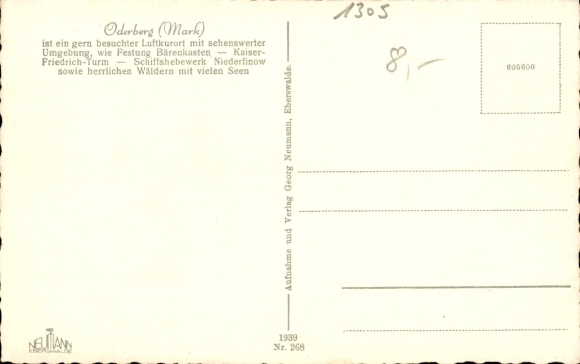 Oderberg (Mark)
ist ein gern besuchter Luftkurort mit sehenswerter
Umgebung, wie Festung Bärenkasten — Kaiser-
Friedrich-Turm — Schiffshebewerk Niederfinow
sowie herrlichen Wäldern mit vielen Seen
1305
8,-
605600
Aufnahme und Verlag Georg Neumann, Eberswalde.
1939
Nr. 268
NEUMANN
EBERSWALDE